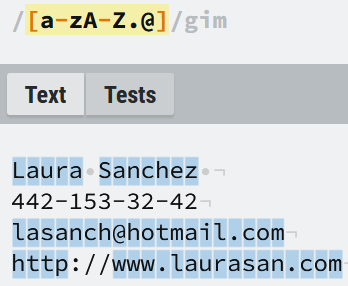 /[a-zA-Z.@]/gim
Text Tests
Laura Sanchez
442-153-32-42
lasanch@hotmail.com
http://www.laurasan.com